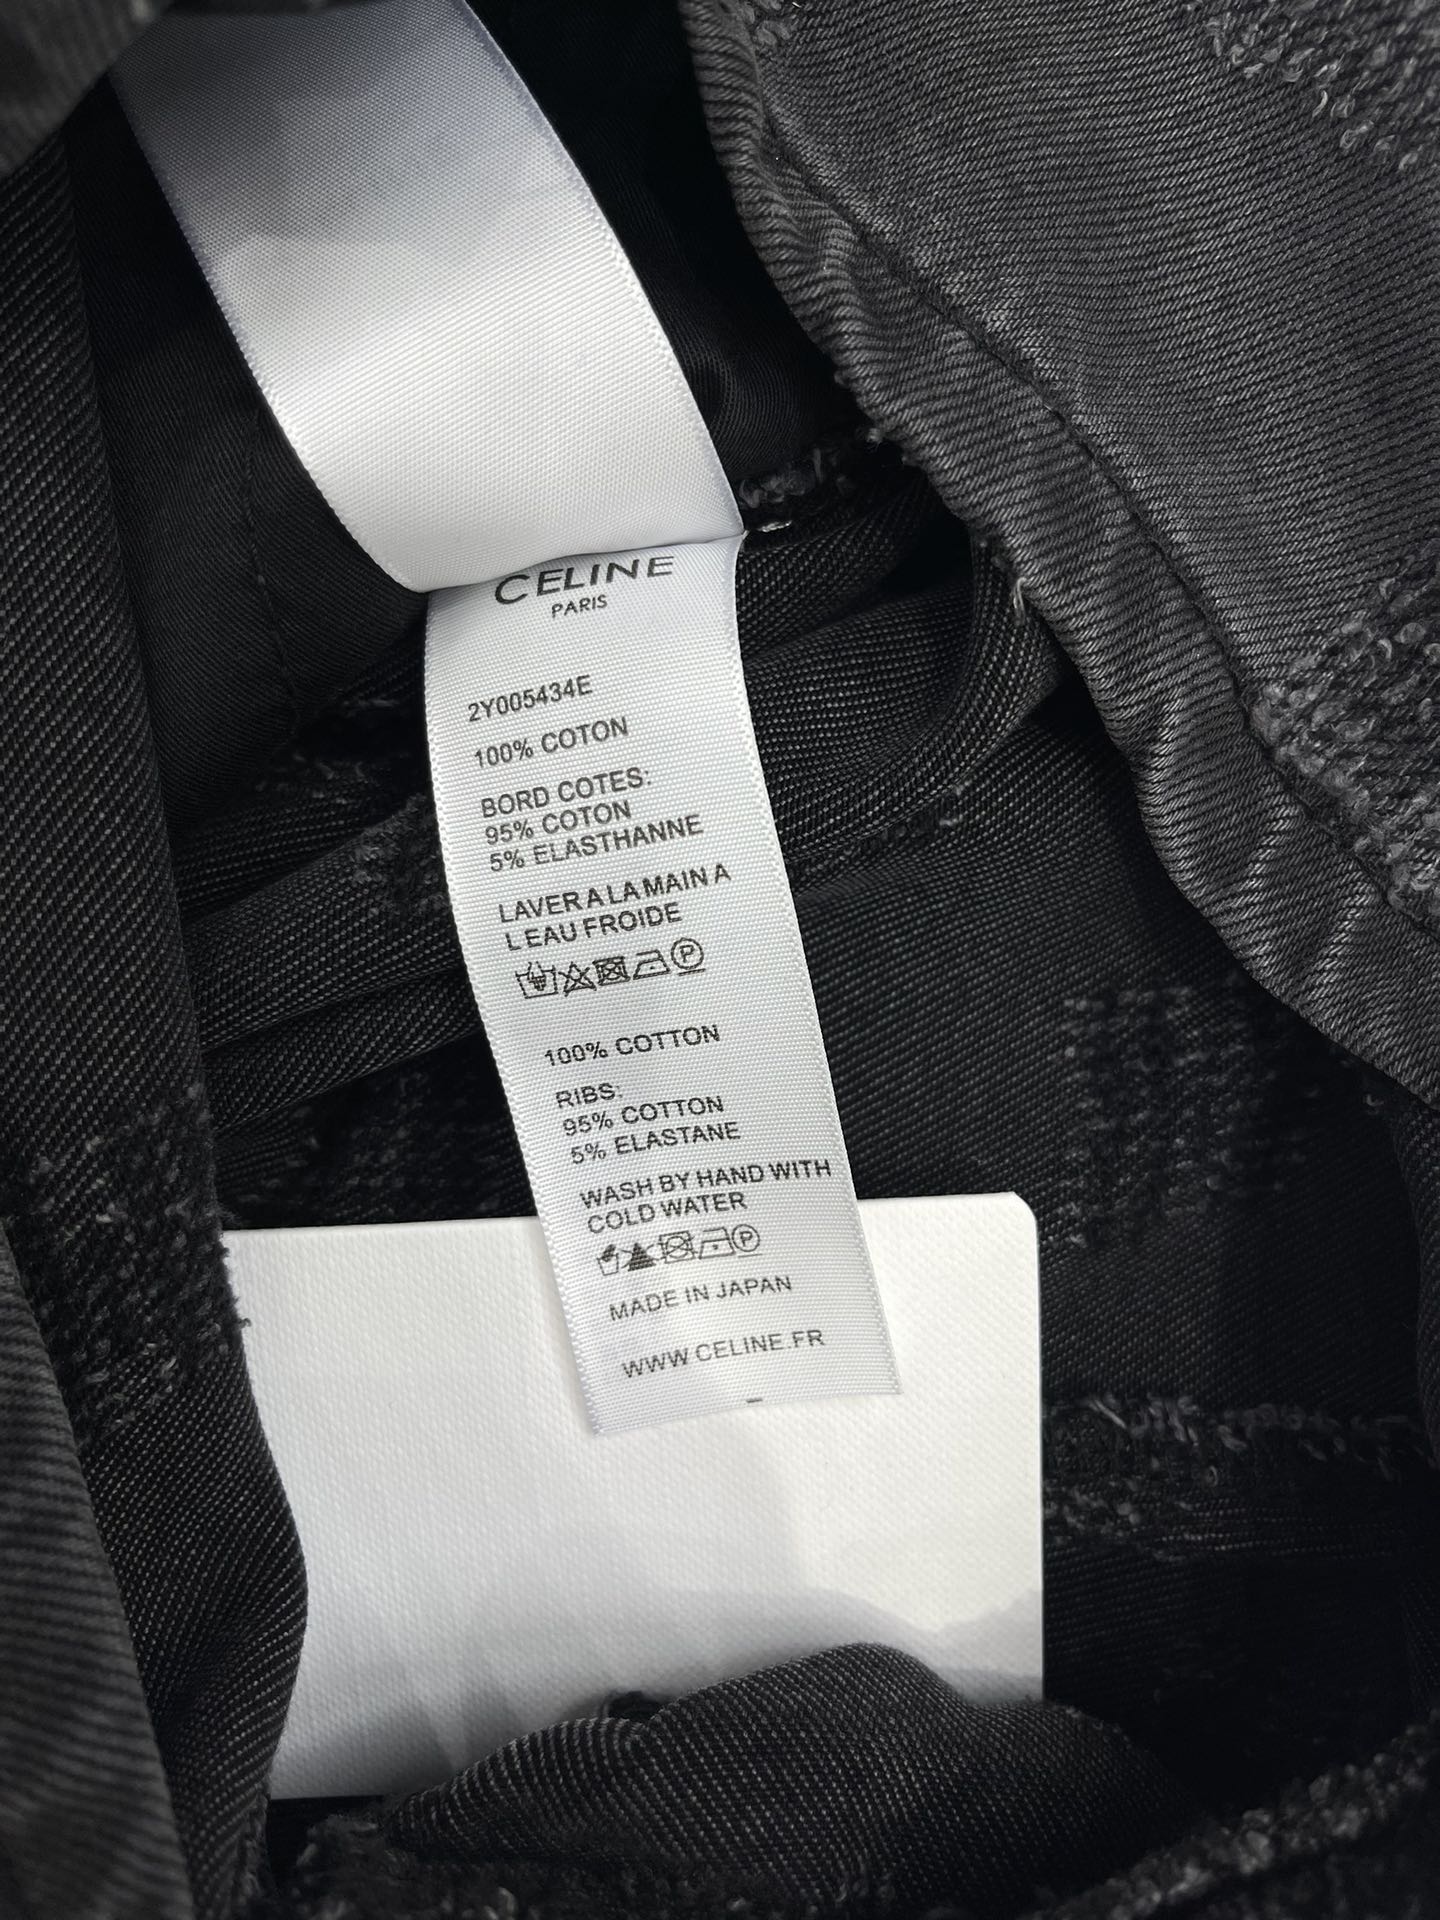 CELINE
PARIS
2Y005434E
100% COTON
BORD COTES:
95% COTON
5% ELASTHANNE
LAVER A LA MAIN A
L EAU FROIDE
P
100% COTTON
RIBS:
95% COTTON
5% ELASTANE
WASH BY HAND WITH
COLD WATER
P
MADE IN JAPAN
WWW CELINE.FR